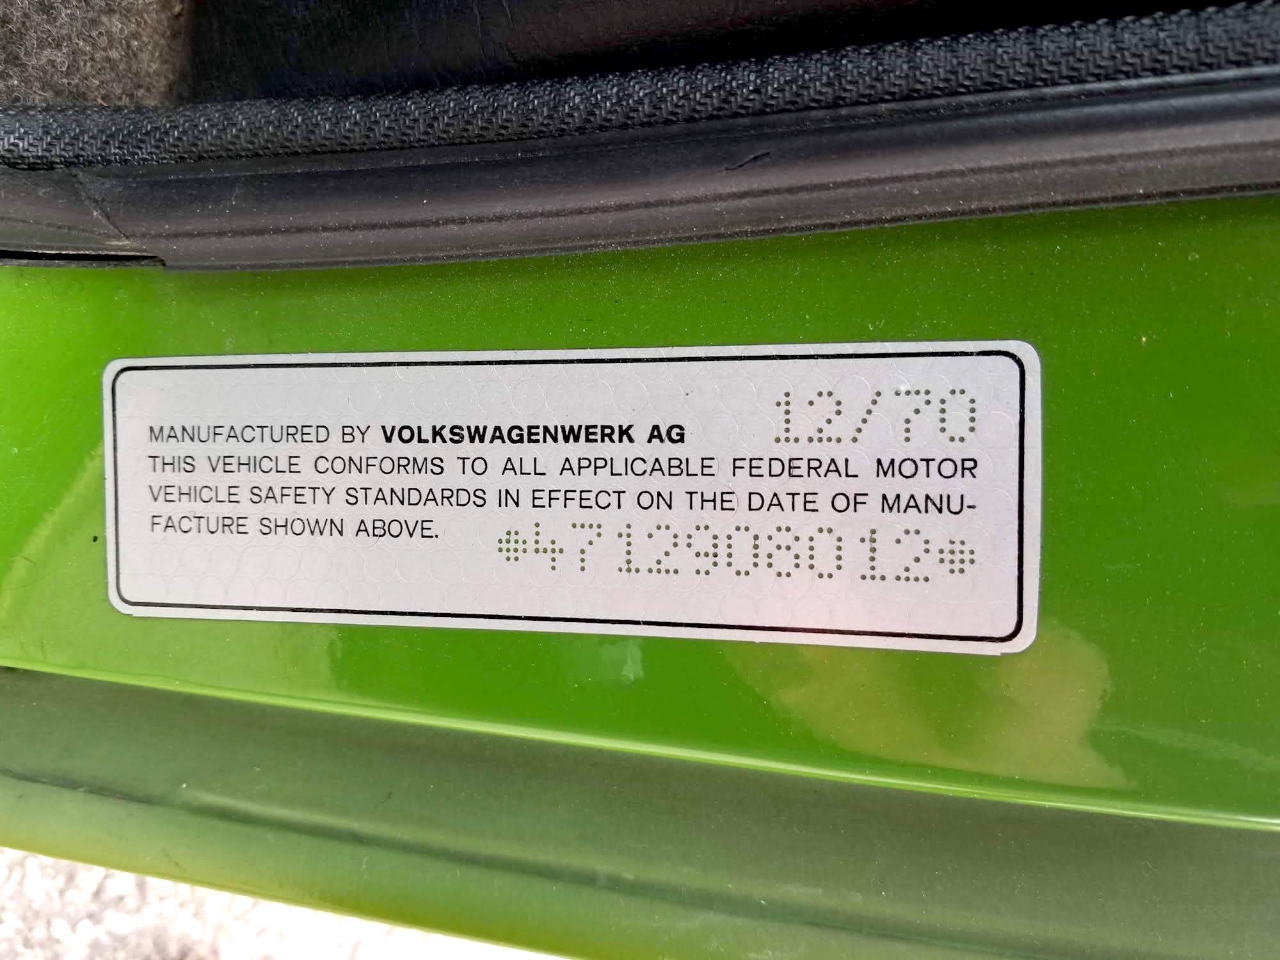 12/70
MANUFACTURED BY VOLKSWAGENWERK AG
THIS VEHICLE CONFORMS TO ALL APPLICABLE FEDERAL MOTOR
VEHICLE SAFETY STANDARDS IN EFFECT ON THE DATE OF MANU-
FACTURE SHOWN ABOVE.
*4712908012*